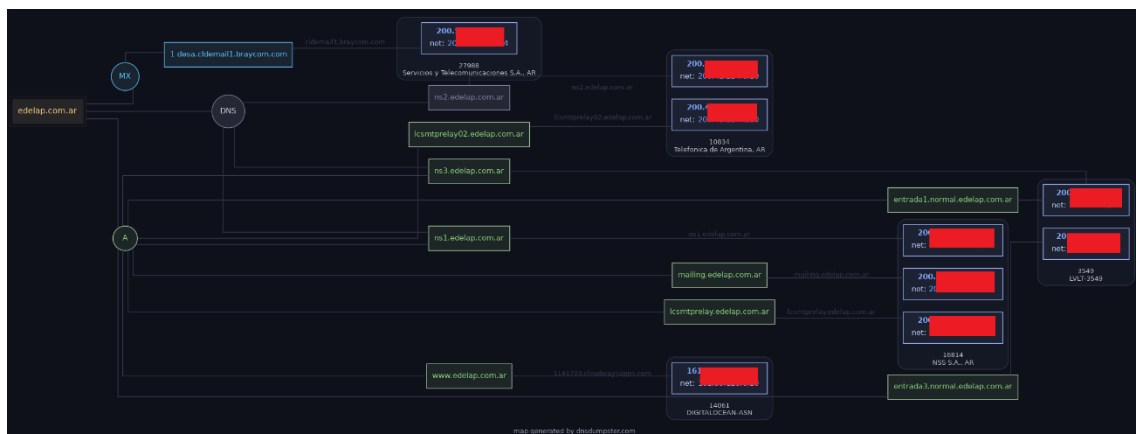 200.
cldemail1.braycom.com
net: 20
4
1 desa.cldemail1.braycom.com
27988
Servicios y Telecomunicaciones S.A., AR
MX
200.
ns2.edelap.com.ar
net:
ns2.edelap.com.ar
edelap.com.ar
DNS
200.
lcsmtprelay02.edelap.com.ar
net:
lcsmtprelay02.edelap.com.ar
10834
Telefonica de Argentina, AR
ns3.edelap.com.ar
entrada1.normal.edelap.com.ar
200
net:
A
ns1.edelap.com.ar
ns1.edelap.com.ar
20
net:
20
net:
mailing.edelap.com.ar
mailing.edelap.com.ar
200.
net: 20
3549
LVLT-3549
lcsmtprelay.edelap.com.ar
lcsmtprelay.edelap.com.ar
20
net:
16814
NSS S.A., AR
www.edelap.com.ar
161
net:
entrada3.normal.edelap.com.ar
14061
DIGITALOCEAN-ASN
map generated by dnsdumpster.com